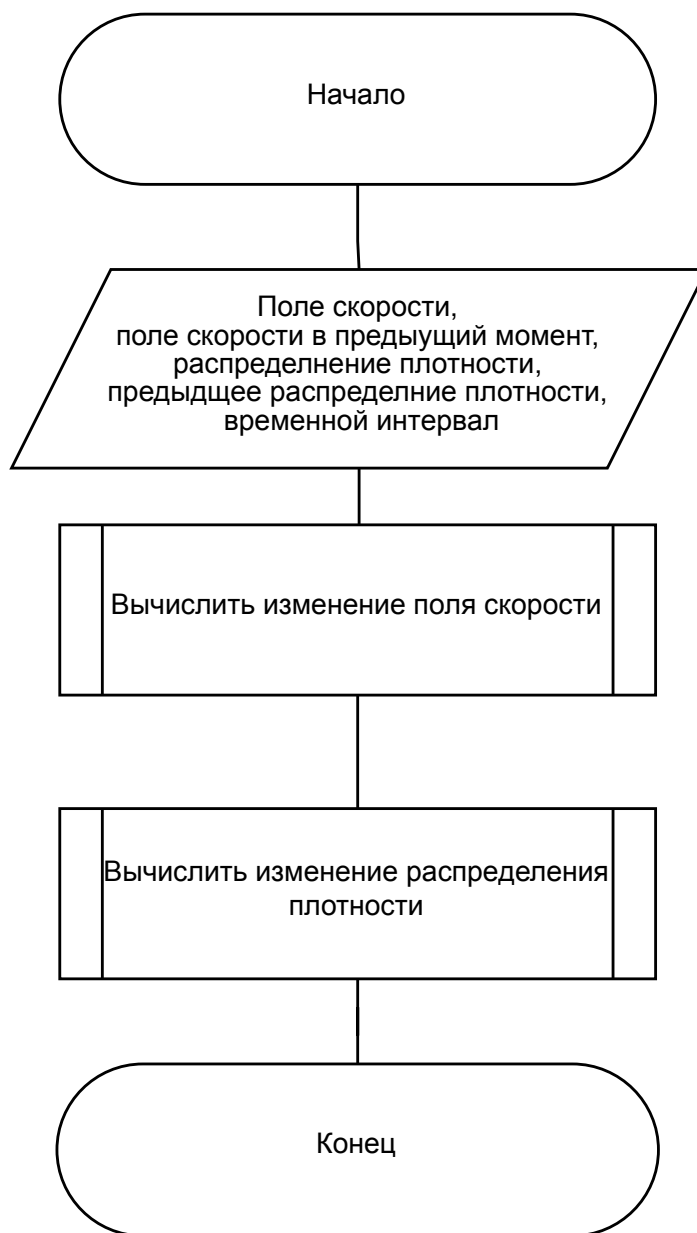 Начало
Поле скорости,
поле скорости в предыущий момент,
распределнение плотности,
предыдщее распределние плотности,
временной интервал
Вычислить изменение поля скорости
Вычислить изменение распределения
плотности
Конец